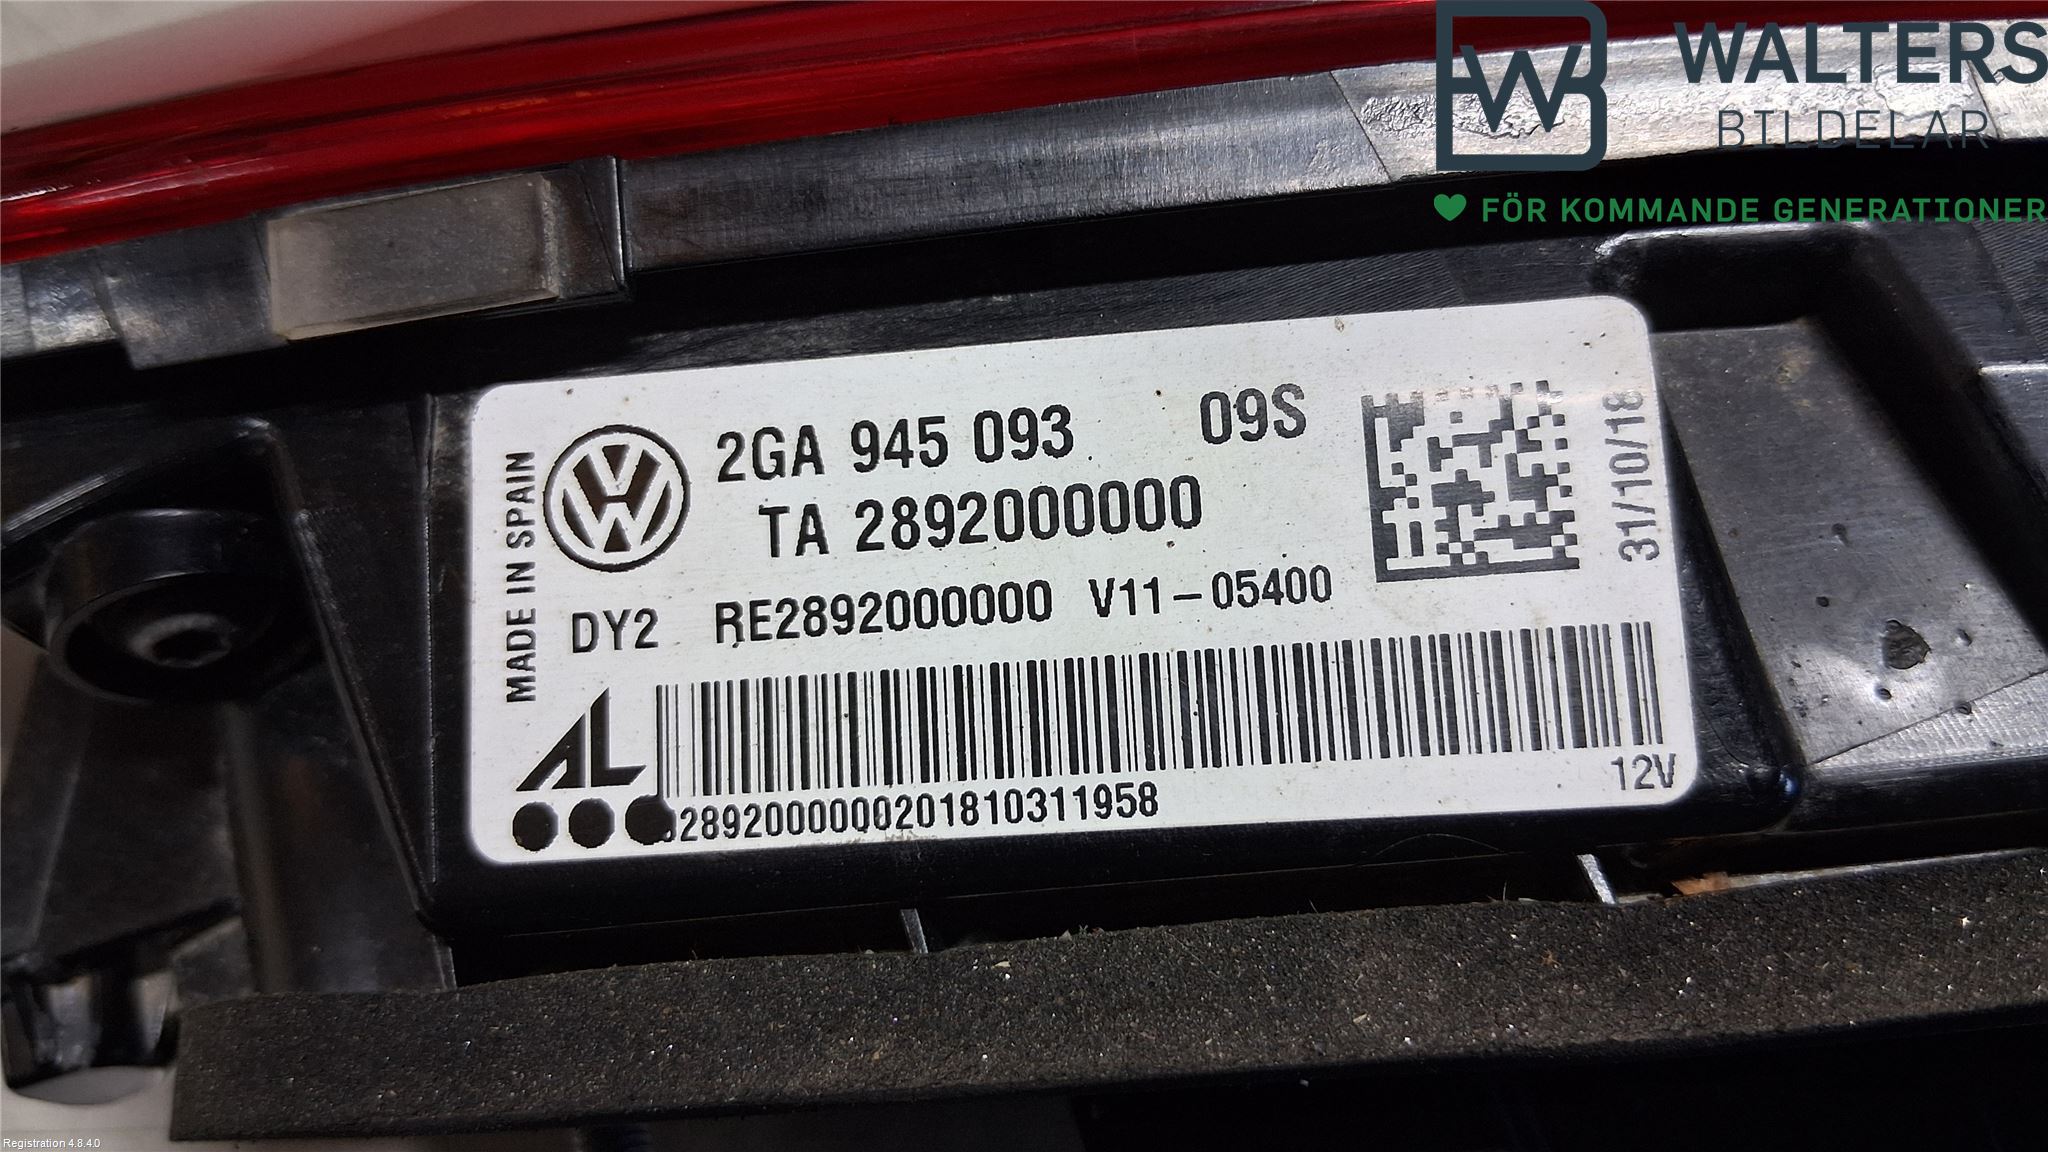 WALTERS
BILDELAR
FÖR KOMMANDE GENERATIONER
MADE IN SPAIN
2GA 945 093 09S
TA 2892000000
DY2 RE2892000000 V11-05400
31/10/18
AL
2892000000201810311958
12V
Registration 4.8.4.0